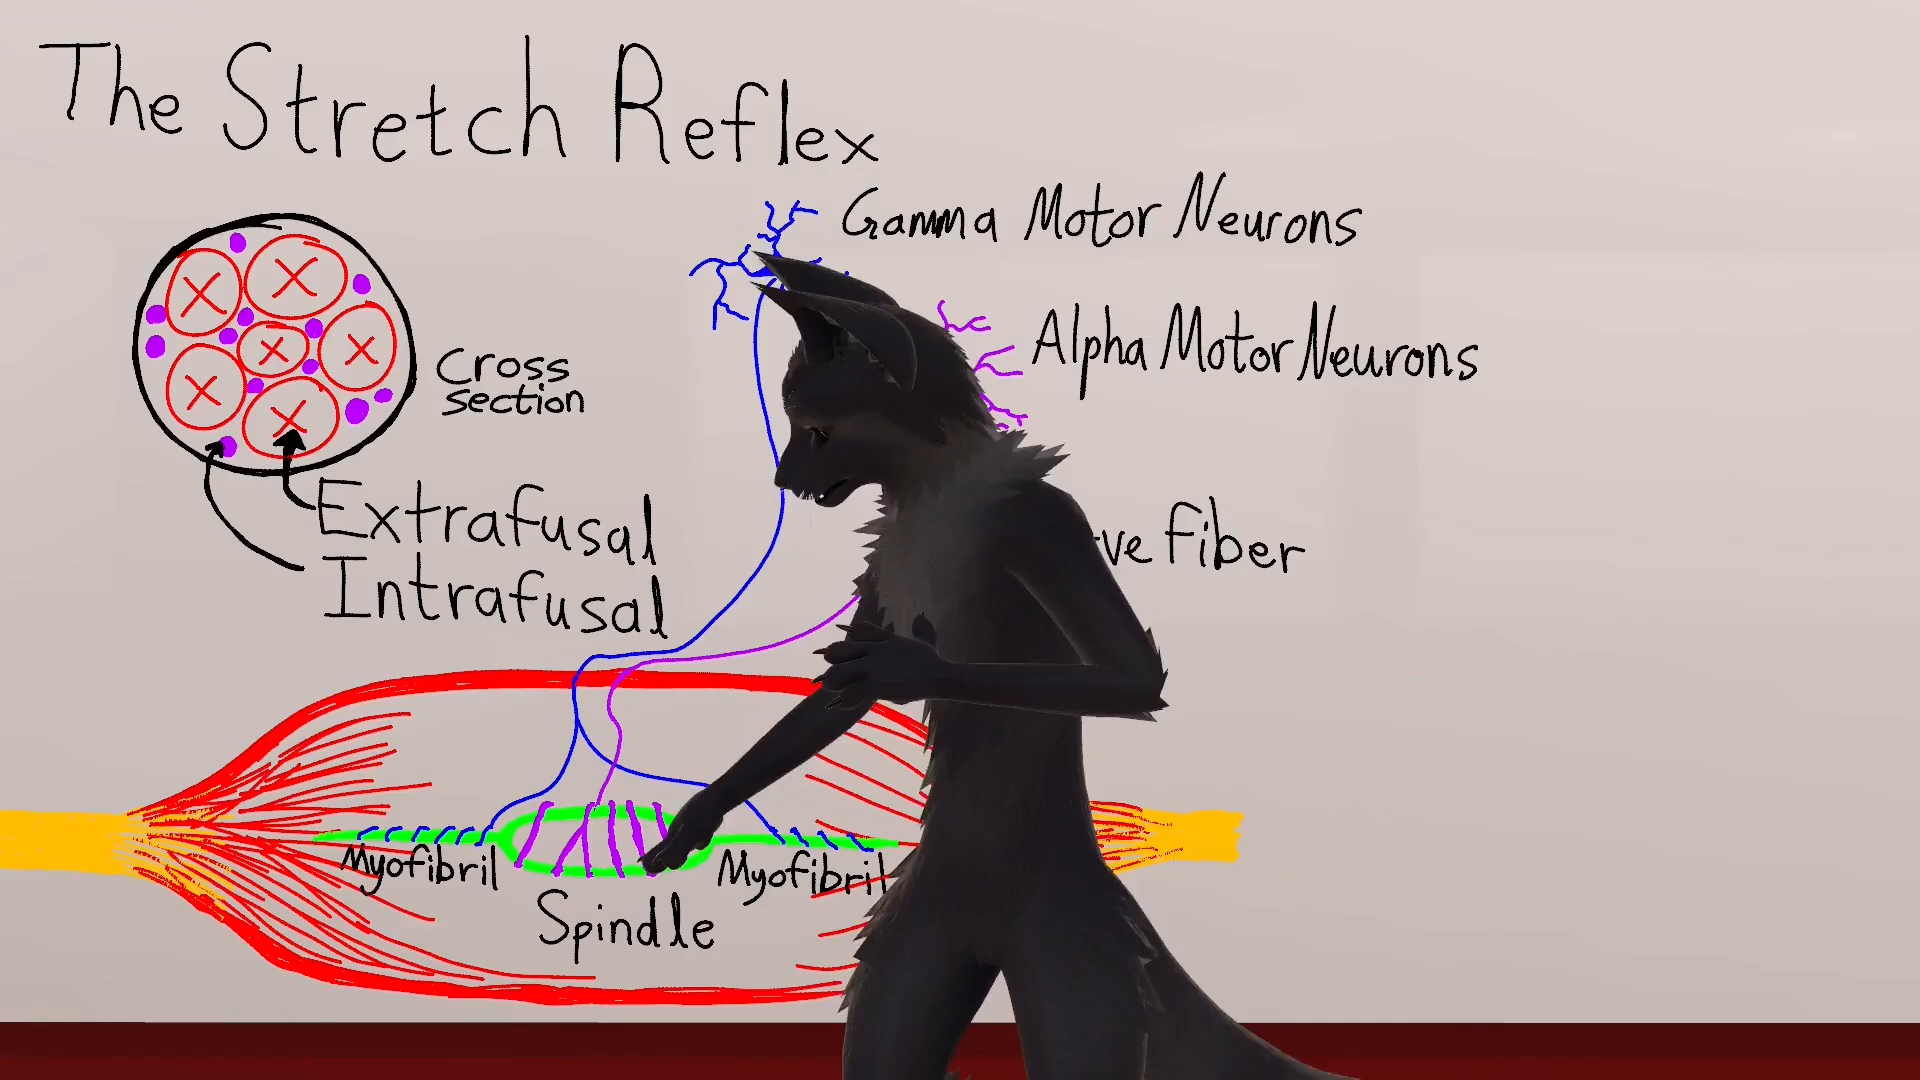 The Stretch Reflex
Gamma Motor Neurons
Alpha Motor Neurons
Cross
section
Extrafusal
Intrafusal
Fiber
Myofibril
Myofibril
Spindle